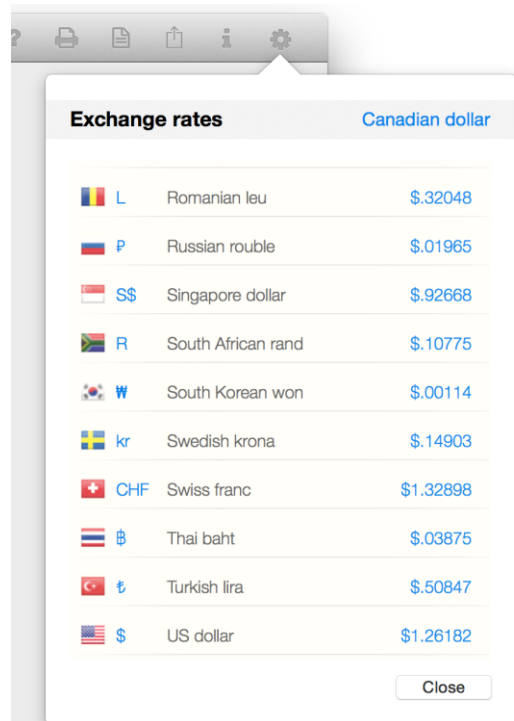 ?
Exchange rates Canadian dollar
L Romanian leu $.32048
₽ Russian rouble $.01965
S$ Singapore dollar $.92668
R South African rand $.10775
₩ South Korean won $.00114
kr Swedish krona $.14903
CHF Swiss franc $1.32898
฿ Thai baht $.03875
₺ Turkish lira $.50847
$ US dollar $1.26182
Close